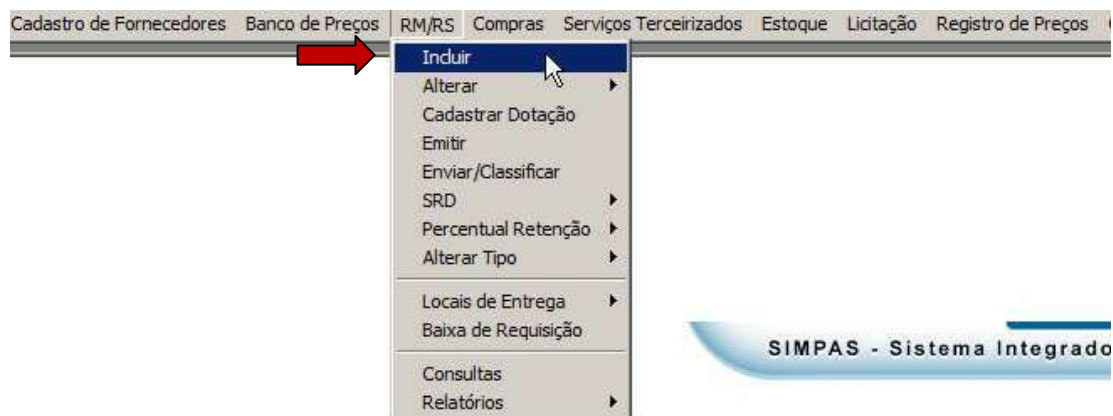 Cadastro de Fornecedores Banco de Preços RM/RS Compras Serviços Terceirizados Estoque Licitação Registro de Preços
Incluir
Alterar
Cadastrar Dotação
Emitir
Enviar/Classificar
SRD
Percentual Retenção
Alterar Tipo
Locais de Entrega
Baixa de Requisição
SIMPAS - Sistema Integrado
Consultas
Relatórios